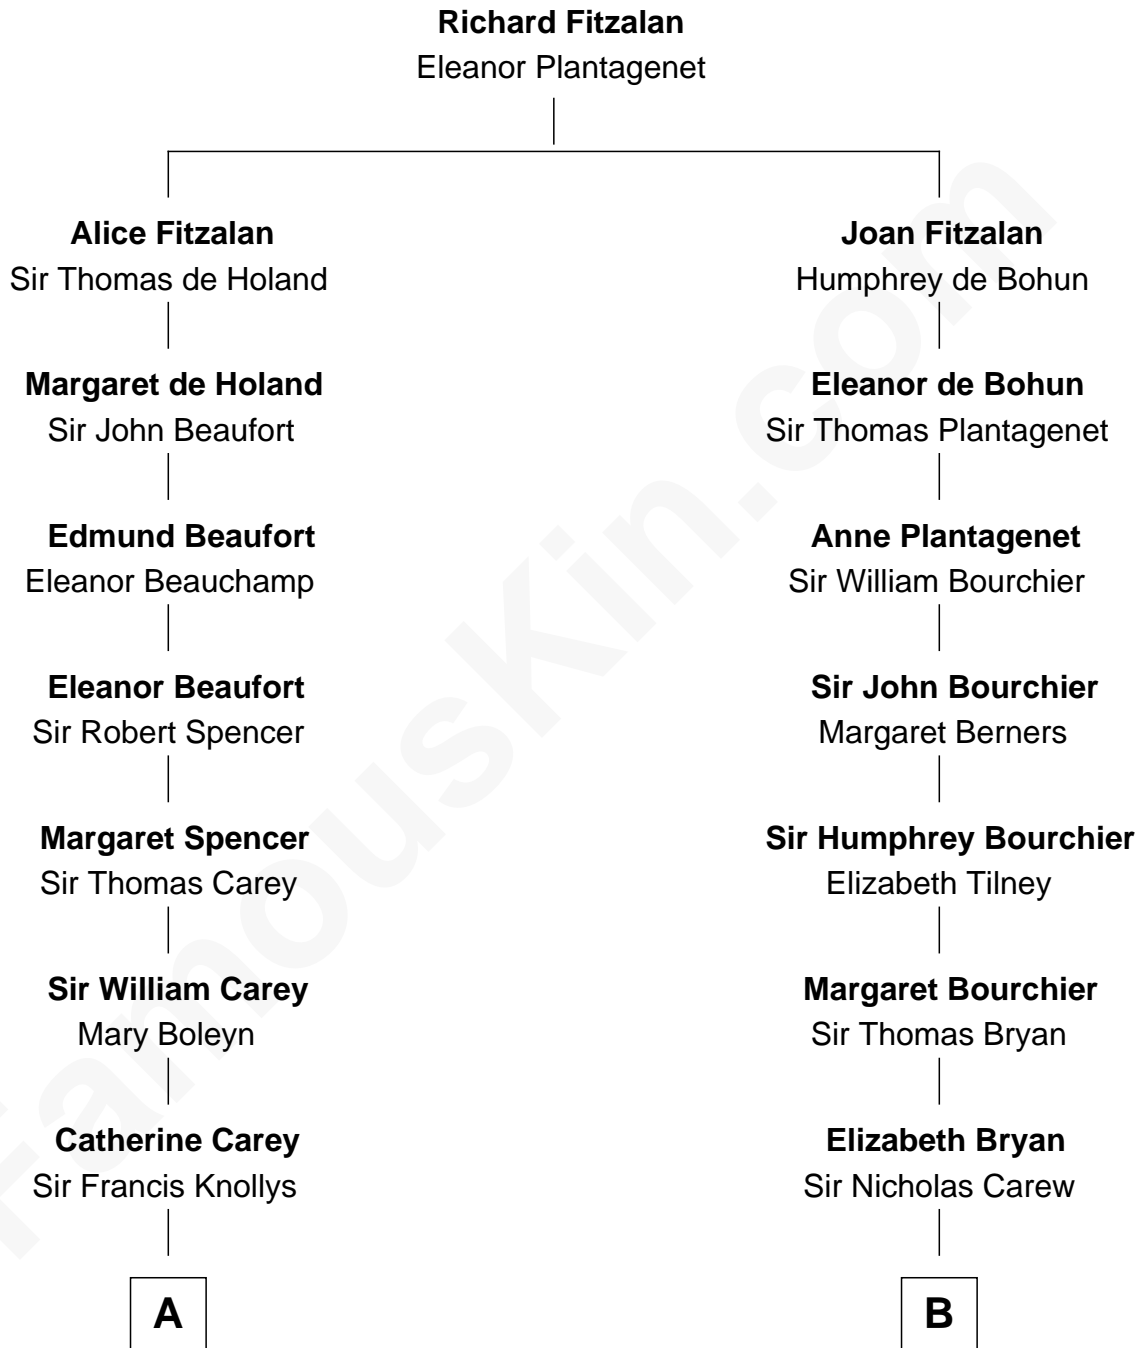 Richard Fitzalan
Eleanor Plantagenet
Alice Fitzalan
Sir Thomas de Holand
Margaret de Holand
Sir John Beaufort
Edmund Beaufort
Eleanor Beauchamp
Eleanor Beaufort
Sir Robert Spencer
Margaret Spencer
Sir Thomas Carey
Sir William Carey
Mary Boleyn
Catherine Carey
Sir Francis Knollys
A
Joan Fitzalan
Humphrey de Bohun
Eleanor de Bohun
Sir Thomas Plantagenet
Anne Plantagenet
Sir William Bourchier
Sir John Bourchier
Margaret Berners
Sir Humphrey Bourchier
Elizabeth Tilney
Margaret Bourchier
Sir Thomas Bryan
Elizabeth Bryan
Sir Nicholas Carew
B
FamousKin.com